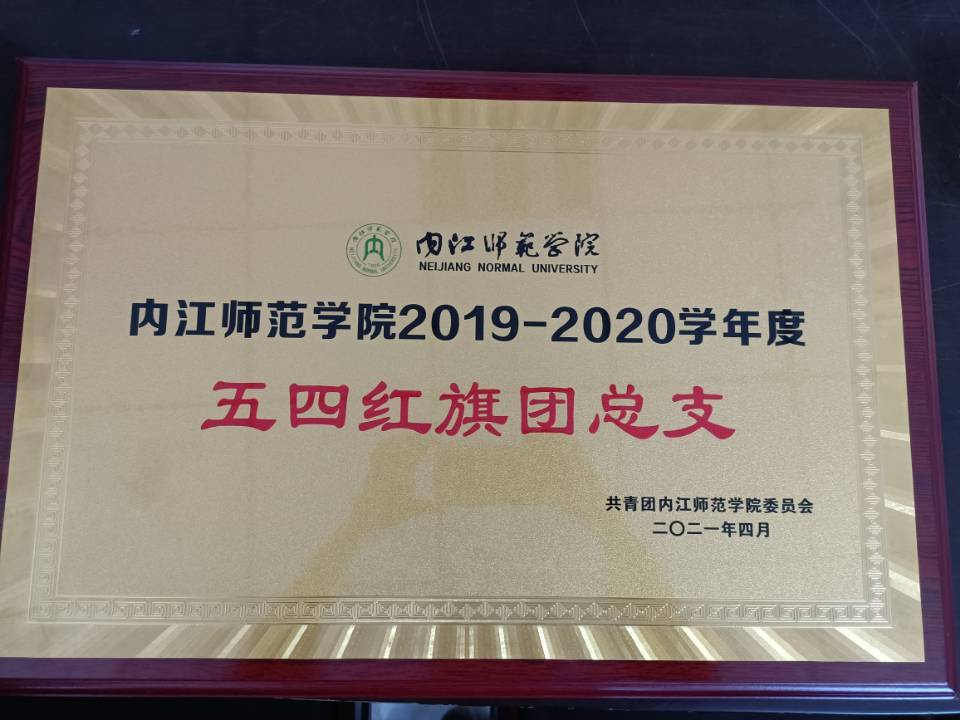 内江师范学院
NEIJIANG NORMAL UNIVERSITY
内江师范学院2019-2020学年度
五四红旗团总支
共青团内江师范学院委员会
二〇二一年四月